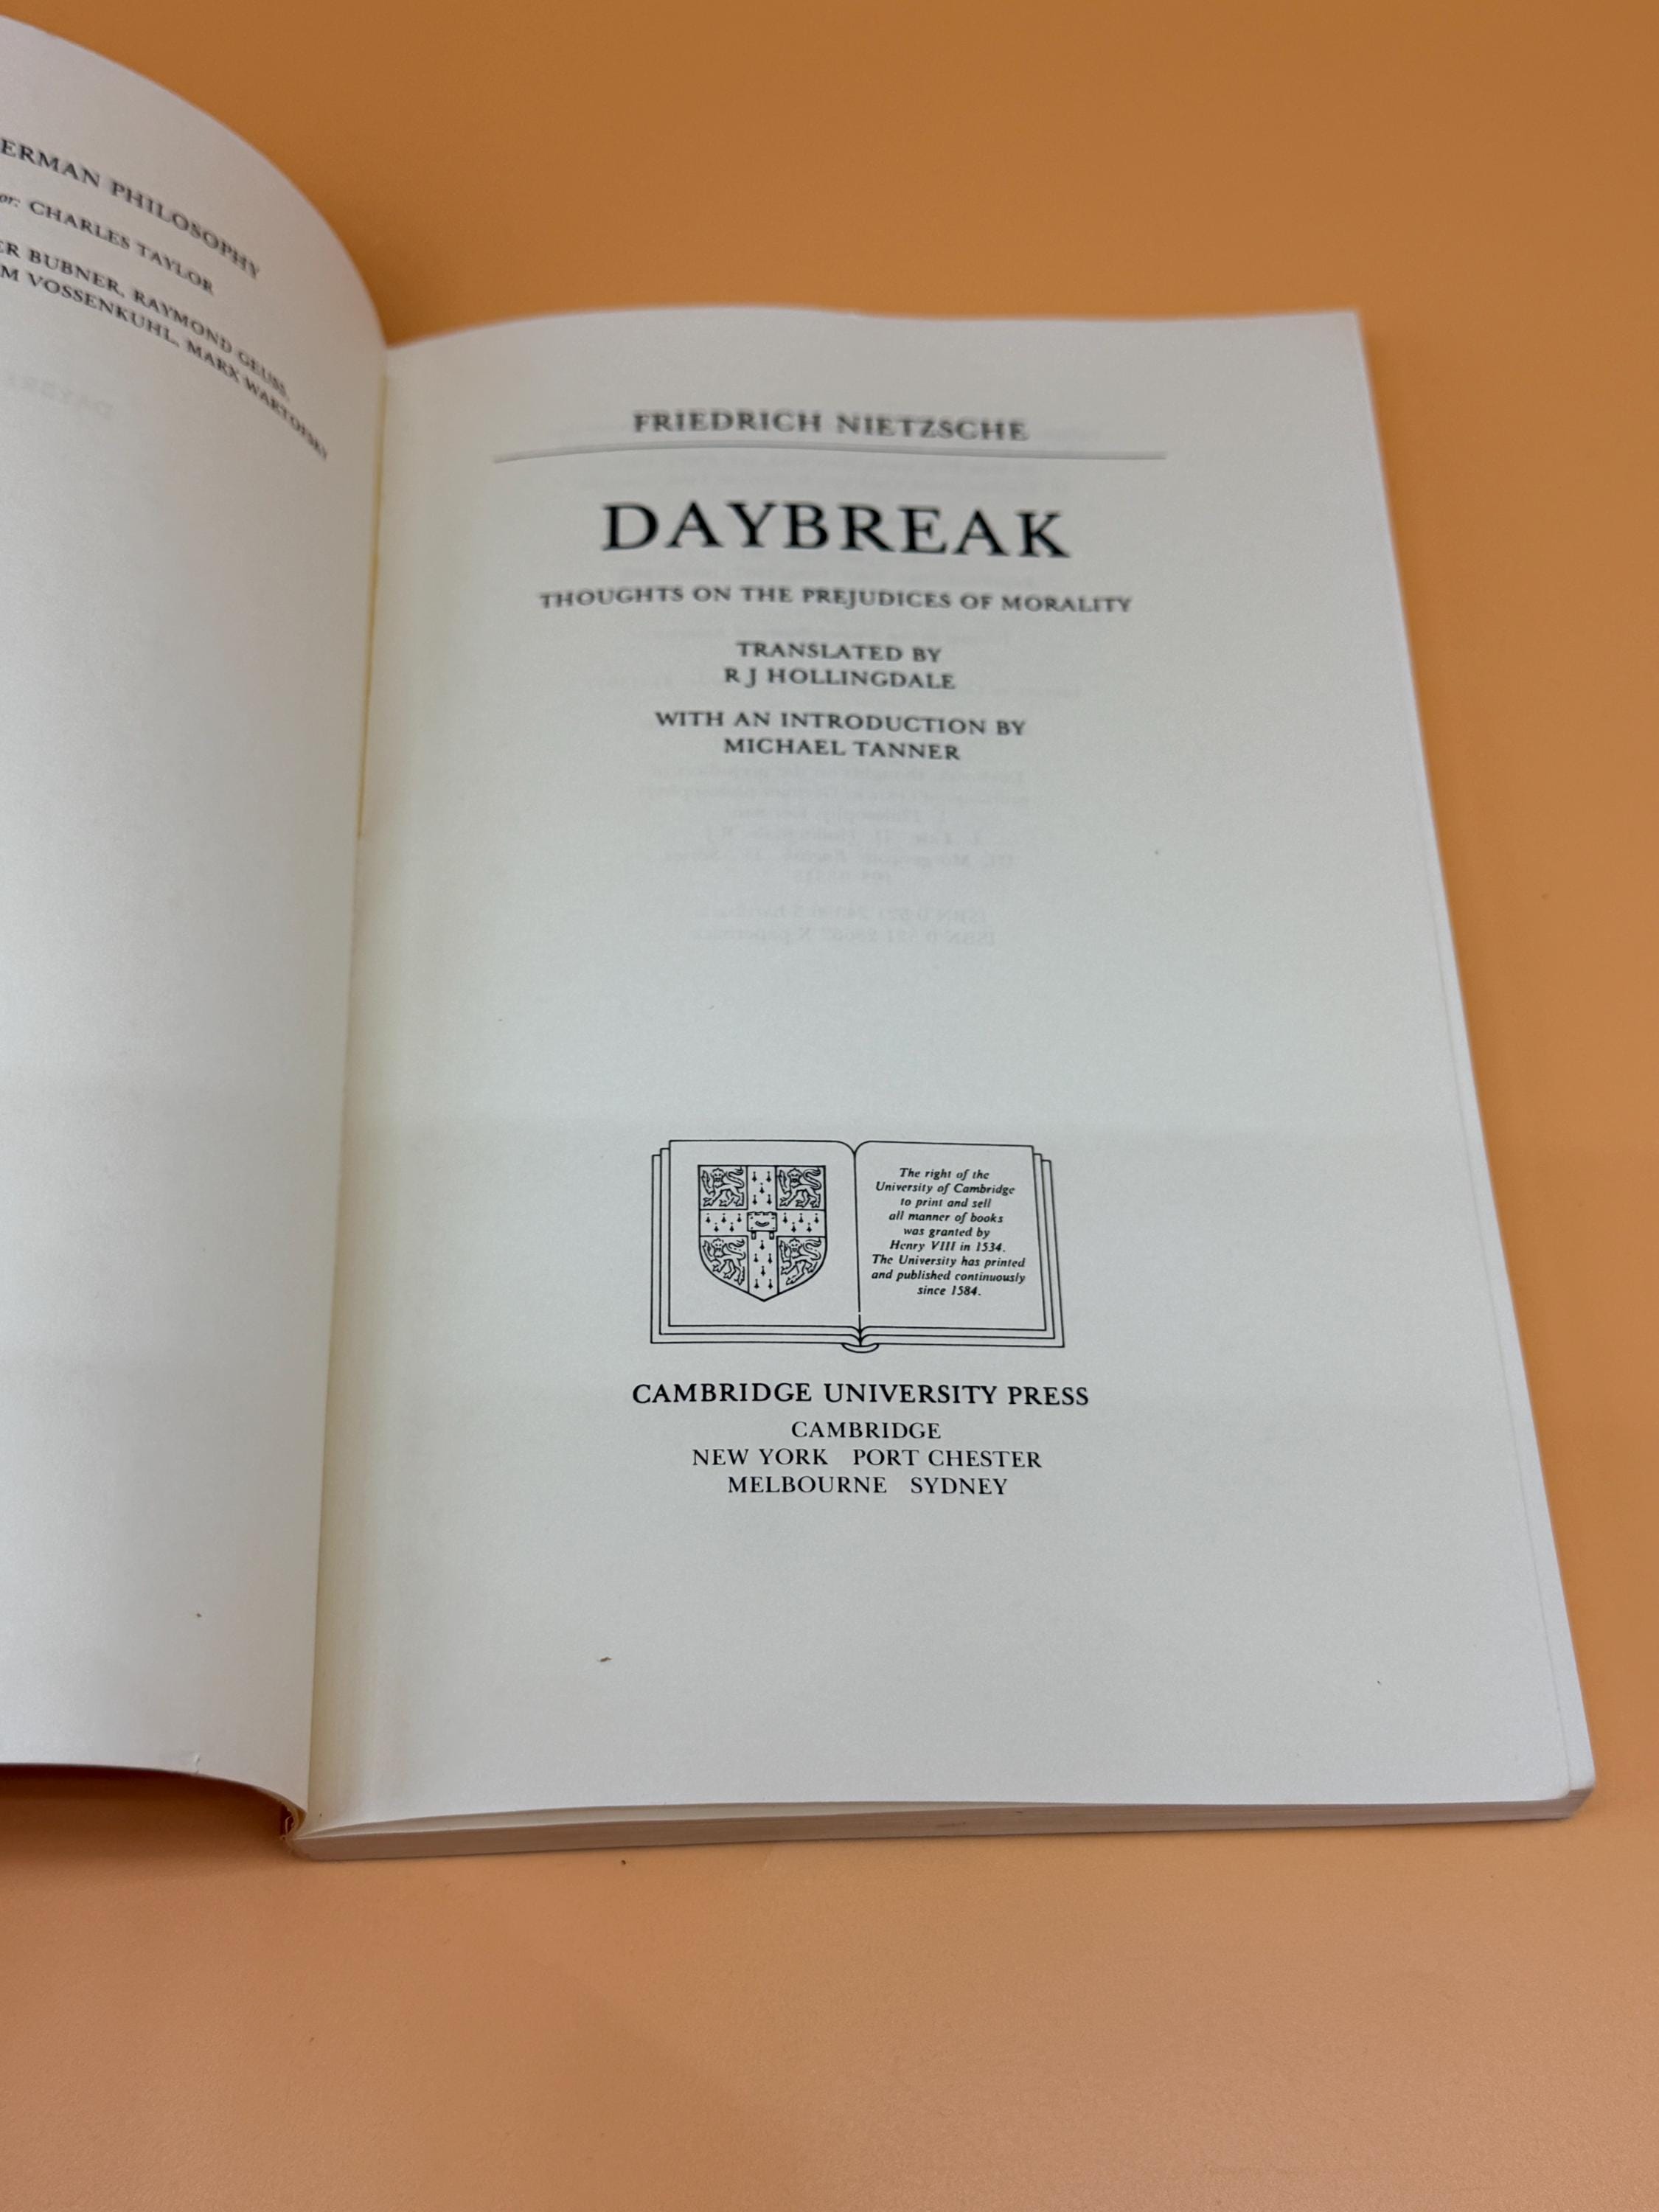 ERMAN PHILOSOPHY
or: CHARLES TAYLOR
ER BUBNER, RAYMOND GEUSS,
M VOSSENKUHL, MARX WARTOFSKY
FRIEDRICH NIETZSCHE
DAYBREAK
THOUGHTS ON THE PREJUDICES OF MORALITY
TRANSLATED BY
R J HOLLINGDALE
WITH AN INTRODUCTION BY
MICHAEL TANNER
The right of the
University of Cambridge
to print and sell
all manner of books
was granted by
Henry VIII in 1534.
The University has printed
and published continuously
since 1584.
CAMBRIDGE UNIVERSITY PRESS
CAMBRIDGE
NEW YORK PORT CHESTER
MELBOURNE SYDNEY